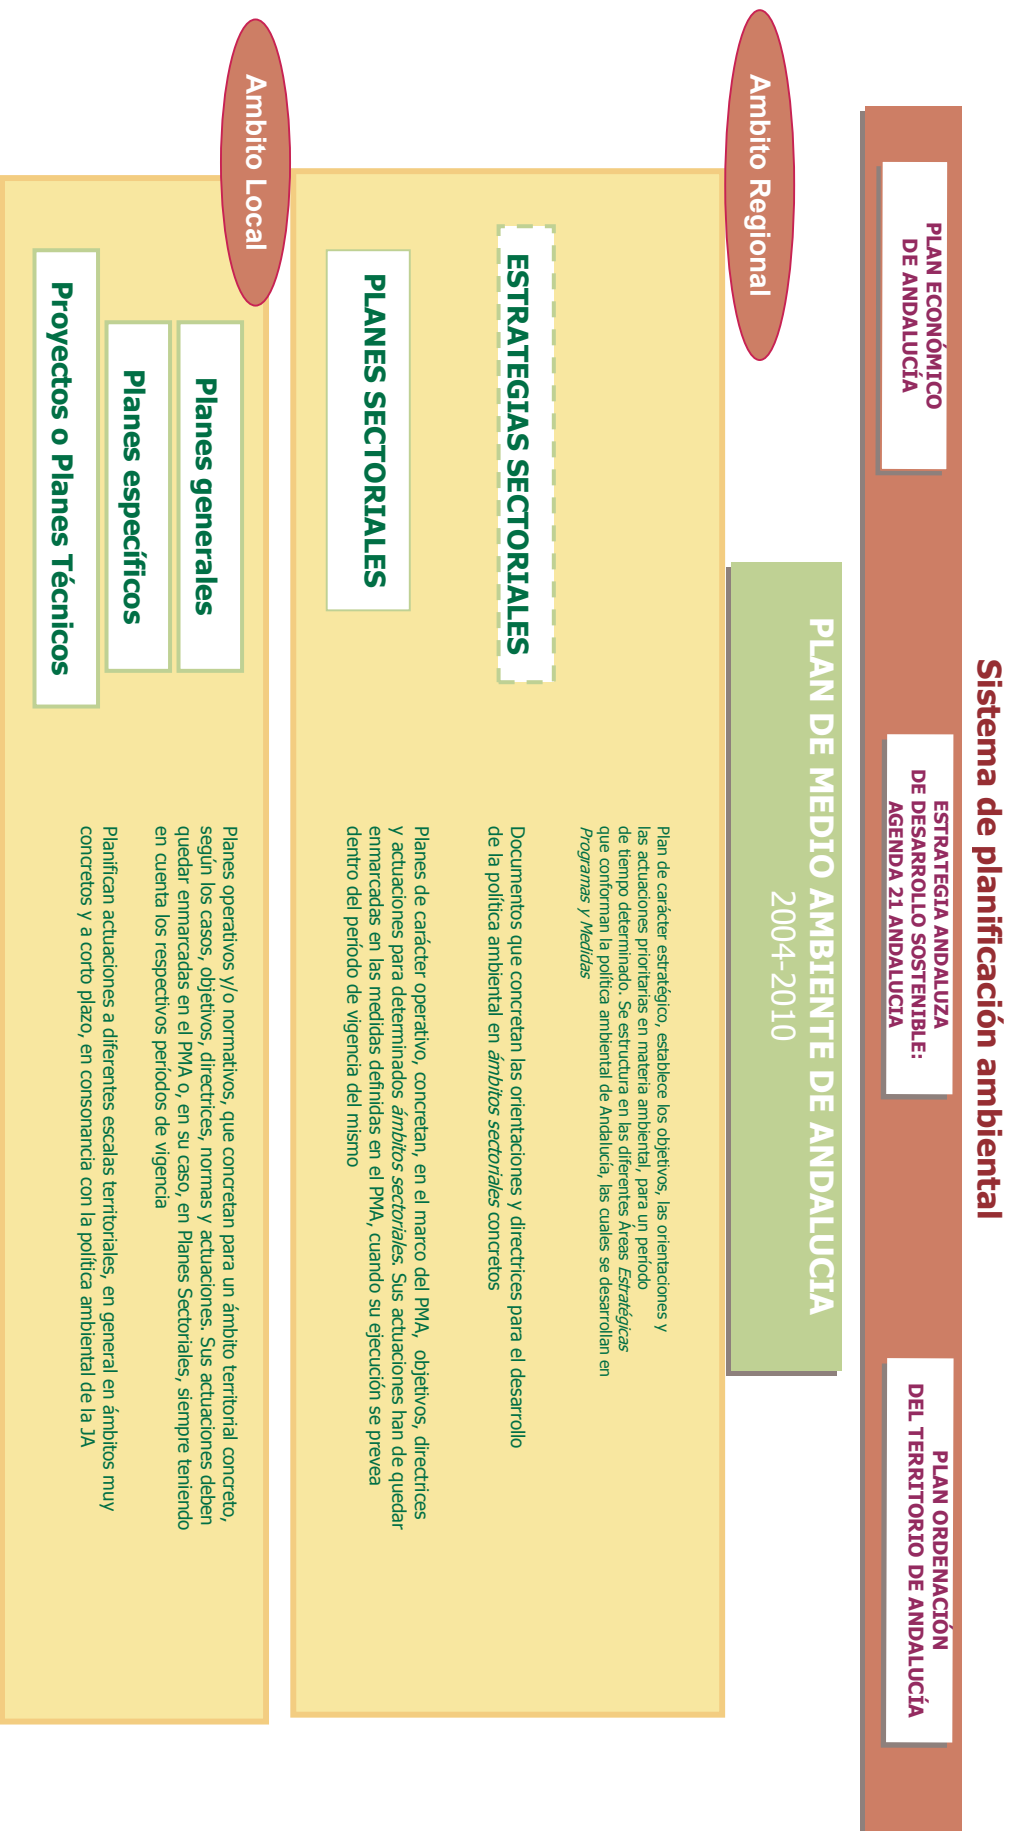 Sistema de planificación ambiental
PLAN ECONÓMICO
DE ANDALUCÍA
ESTRATEGIA ANDALUZA
DE DESARROLLO SOSTENIBLE:
AGENDA 21 ANDALUCIA
PLAN ORDENACIÓN
DEL TERRITORIO DE ANDALUCÍA
PLAN DE MEDIO AMBIENTE DE ANDALUCIA
2004-2010
Ambito Regional
Plan de carácter estratégico, establece los objetivos, las orientaciones y
las actuaciones prioritarias en materia ambiental, para un período
de tiempo determinado. Se estructura en las diferentes Áreas Estratégicas
que conforman la política ambiental de Andalucía, las cuales se desarrollan en
Programas y Medidas
ESTRATEGIAS SECTORIALES
Documentos que concretan las orientaciones y directrices para el desarrollo
de la política ambiental en ámbitos sectoriales concretos
PLANES SECTORIALES
Planes de carácter operativo, concretan, en el marco del PMA, objetivos, directrices
y actuaciones para determinados ámbitos sectoriales. Sus actuaciones han de quedar
enmarcadas en las medidas definidas en el PMA, cuando su ejecución se prevea
dentro del período de vigencia del mismo
Ambito Local
Planes generales
Planes específicos
Planes operativos y/o normativos, que concretan para un ámbito territorial concreto,
según los casos, objetivos, directrices, normas y actuaciones. Sus actuaciones deben
quedar enmarcadas en el PMA o, en su caso, en Planes Sectoriales, siempre teniendo
en cuenta los respectivos períodos de vigencia
Proyectos o Planes Técnicos
Planifican actuaciones a diferentes escalas territoriales, en general en ámbitos muy
concretos y a corto plazo, en consonancia con la política ambiental de la JA